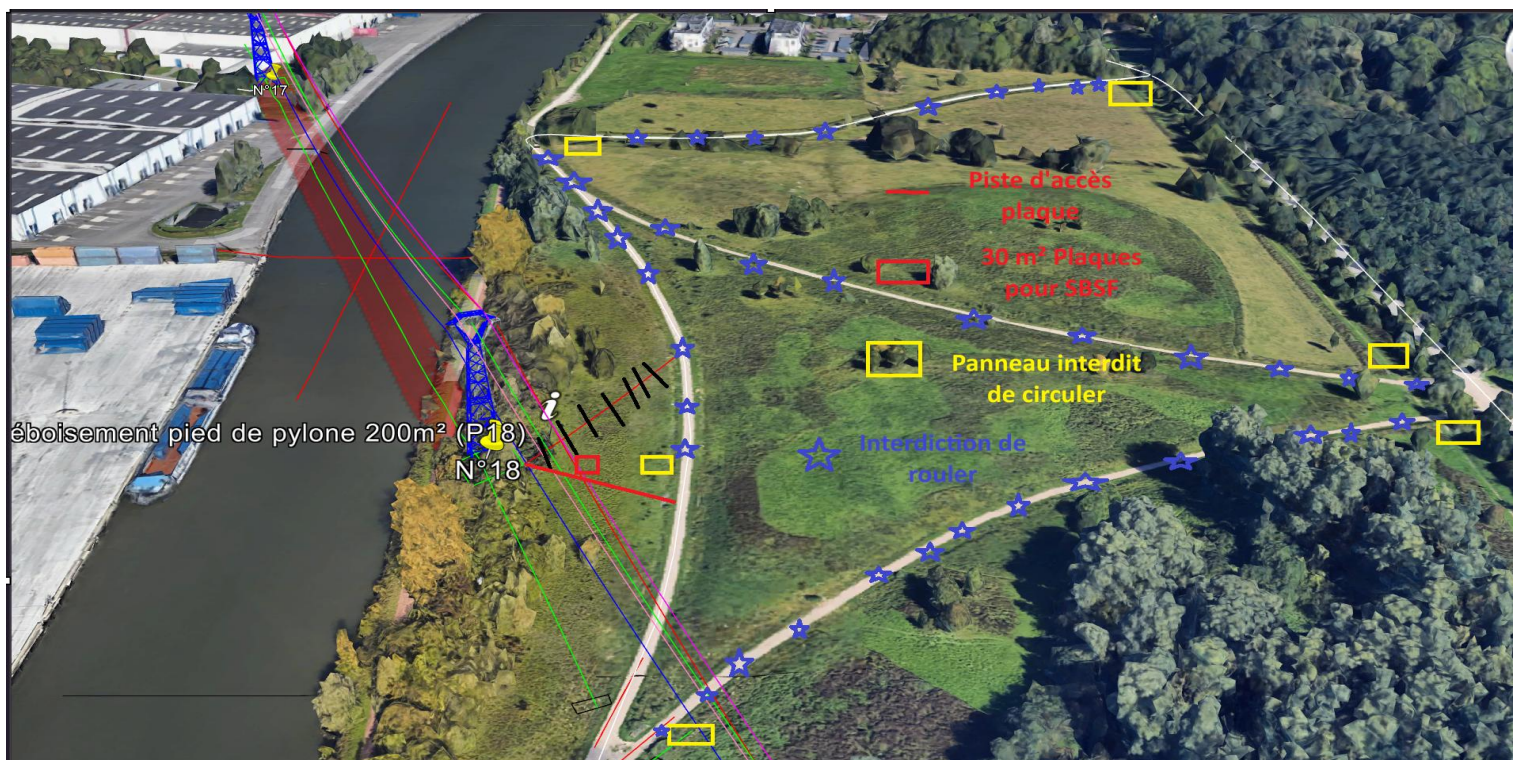 N°17
Piste d'accès
plaque
30 m² Plaques
pour SBSF
Panneau interdit
de circuler
i
éboisement pied de pylone 200m² (P18)
Interdiction de
rouler
N°18